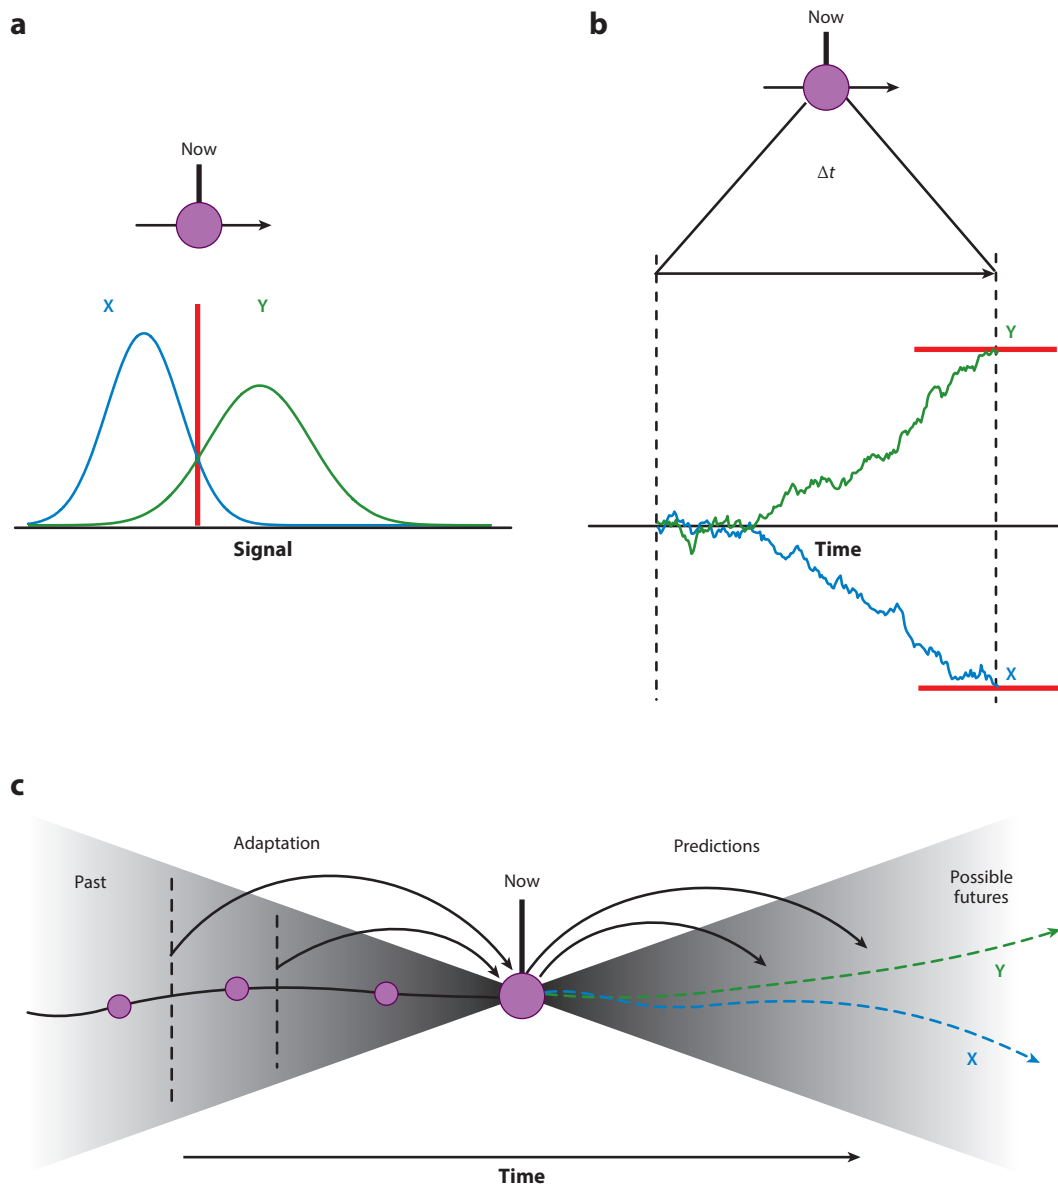 a
Now
X
Y
Signal
b
Now
Δt
Y
Time
X
c
Adaptation
Predictions
Past
Now
Possible
futures
Y
X
Time